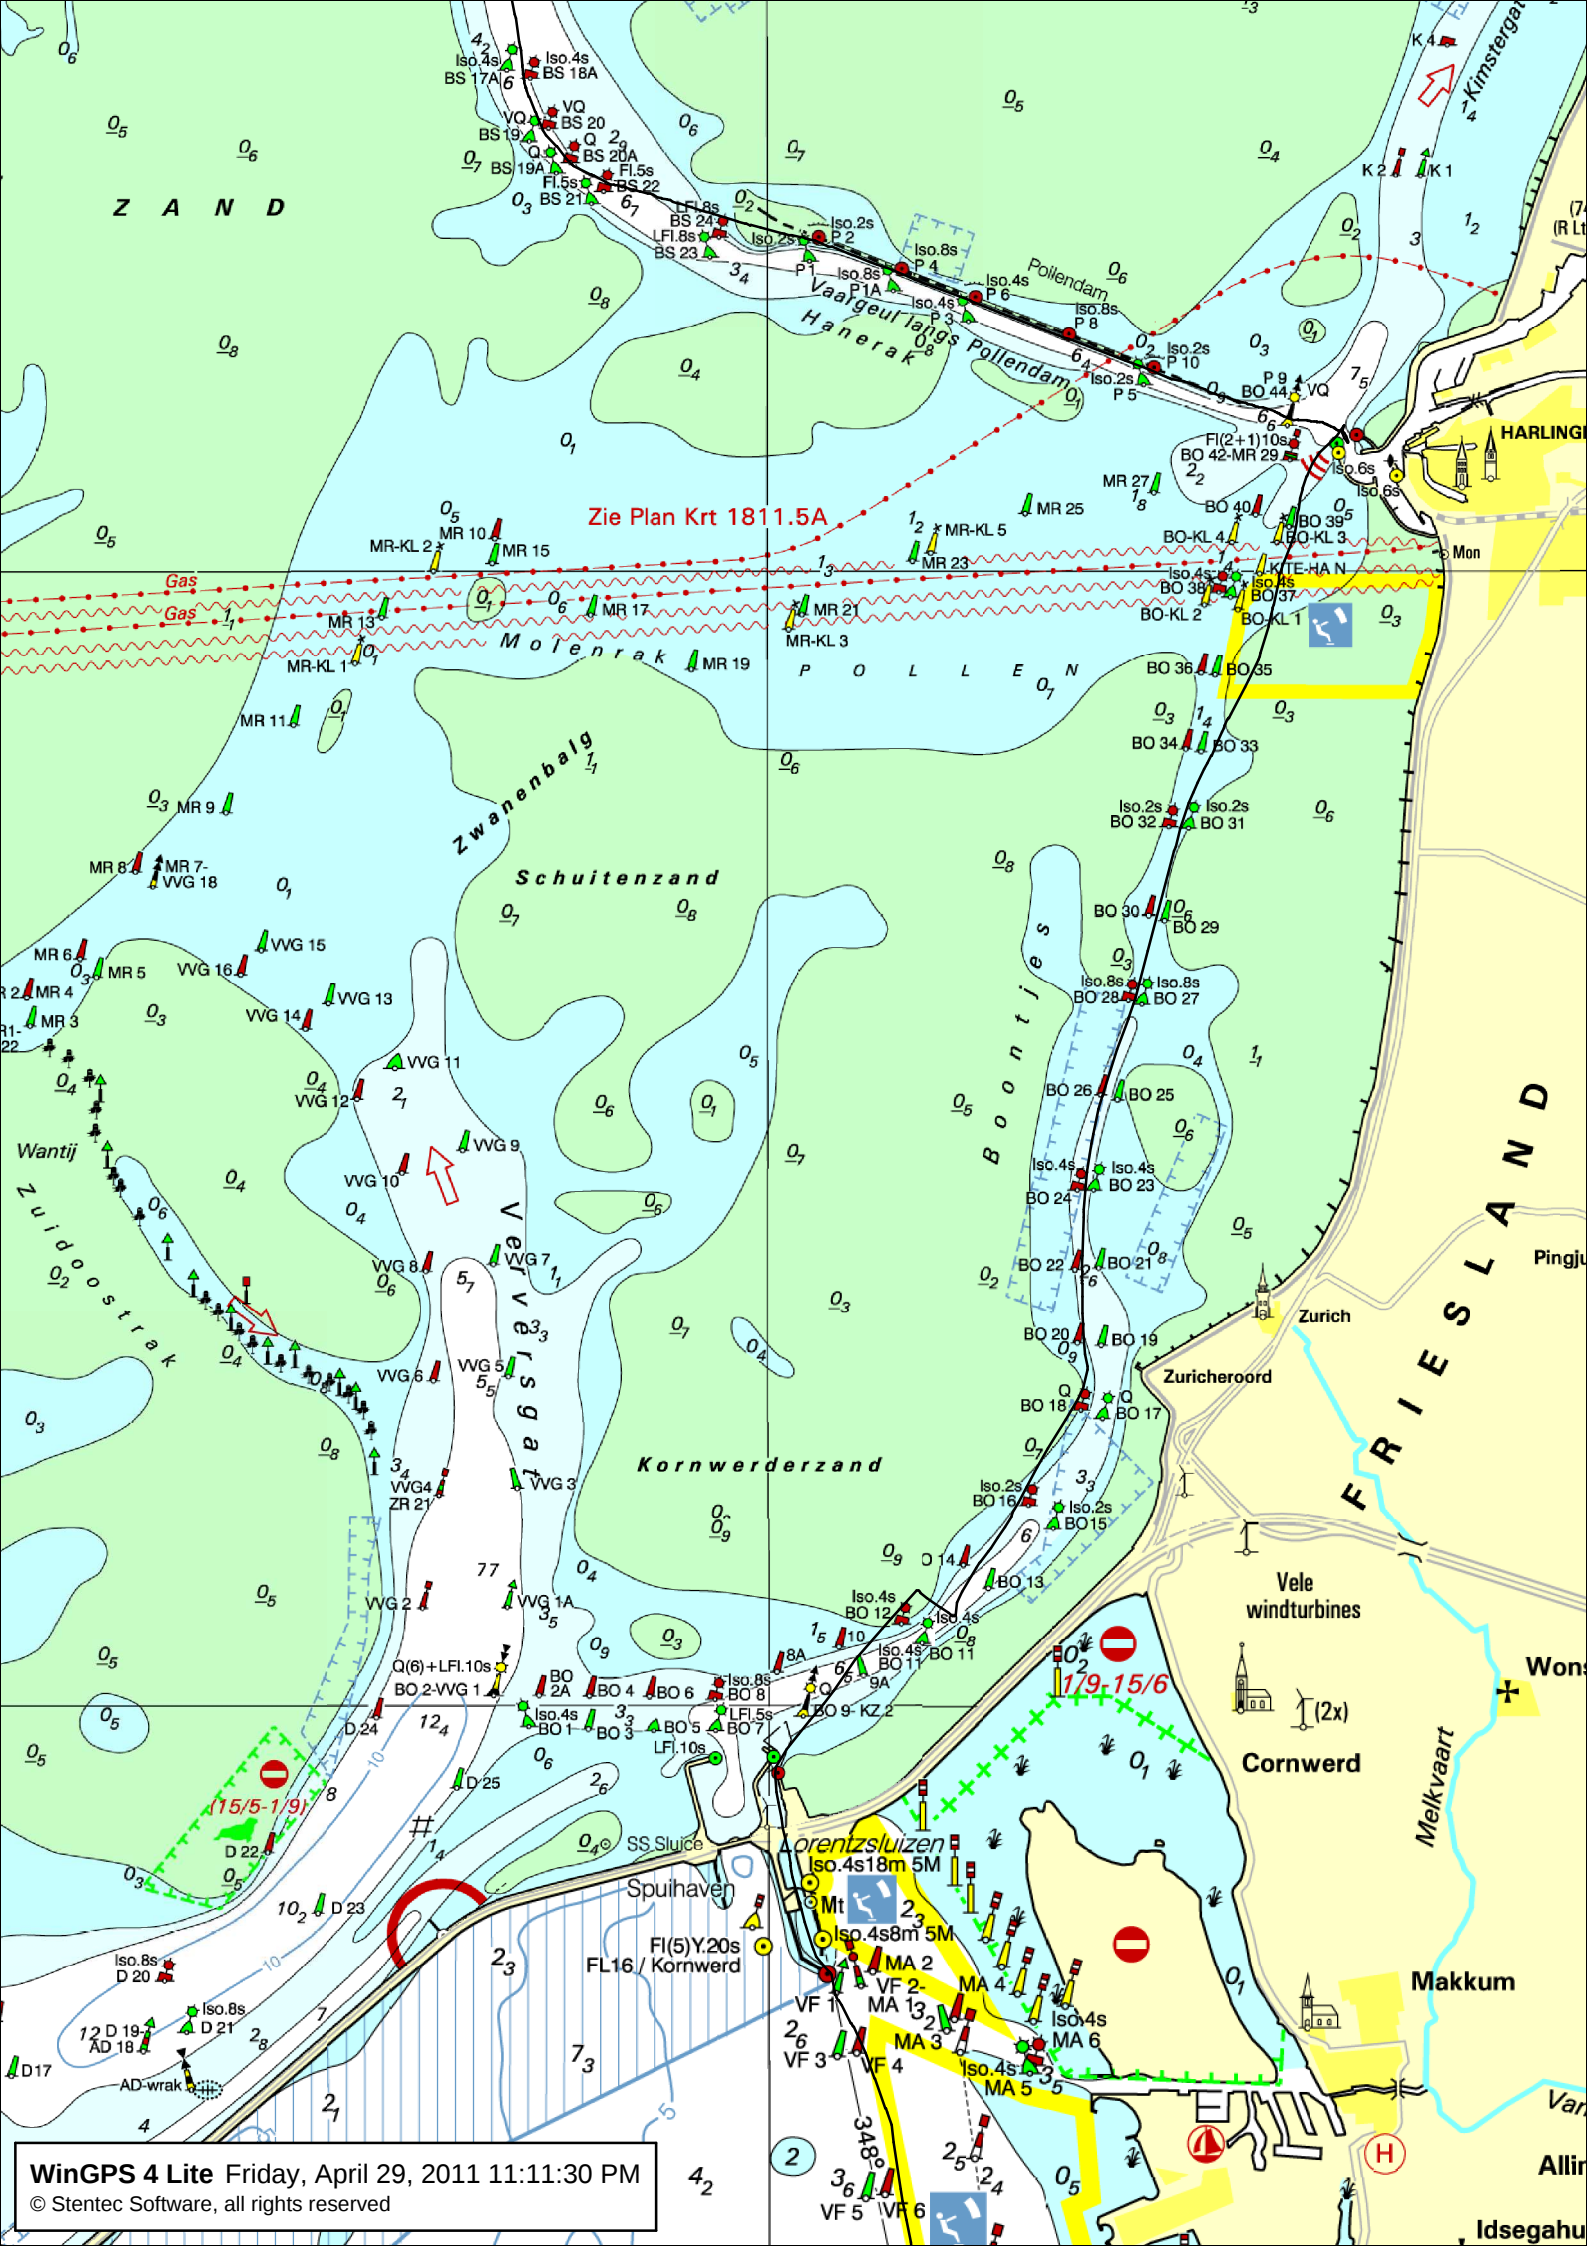 Iso.4s
BS 17A
Iso.4s
BS 18A
K 4
Kimstergat
VQ
BS 19
VQ
BS 20
Q
BS 19A
Q
BS 20A
Fl.5s
BS 21
Fl.5s
BS 22
K 2
K 1
Z A N D
LFl.8s
BS 24
LFl.8s
BS 23
Iso.2s
P 1
Iso.2s
P 2
Iso.8s
P 4
Iso.8s
P1A
Iso.4s
P 6
Iso.4s
P 3
Pollendam
Iso.8s
P 8
Vaargeul langs Pollendam
Hanerak
Iso.2s
P 10
Iso.2s
P 5
P 9
BO 44
VQ
HARLING
Fl(2+1)10s
BO 42-MR 29
Iso.6s
Iso.6s
MR 27
MR 25
BO 40
BO 39
Zie Plan Krt 1811.5A
MR 10
MR-KL 2
MR 15
MR-KL 5
MR 23
BO-KL 4
BO-KL 3
Mon
KITE-HA N
Gas
Gas
Iso.4s
BO 38
Iso.4s
BO 37
BO-KL 2
BO-KL 1
MR 13
MR 17
MR 21
MR-KL 3
MR-KL 1
Molenrak
MR 19
P O L L E N
BO 36
BO 35
MR 11
BO 34
BO 33
Zwanenbalg
MR 9
Iso.2s
BO 32
Iso.2s
BO 31
MR 8
MR 7-
VVG 18
Schuitenzand
BO 30
BO 29
MR 6
MR 5
VVG 15
VVG 16
MR 4
MR 3
VVG 13
VVG 14
Iso.8s
BO 28
Iso.8s
BO 27
Boontjes
VVG 11
VVG 12
BO 26
BO 25
Wantij
VVG 9
VVG 10
Iso.4s
BO 24
Iso.4s
BO 23
Zuidoostrak
VVG 8
VVG 7
Vervörsgat
BO 22
BO 21
FRIESLAND
Pingju
Zurich
BO 20
BO 19
VVG 6
VVG 5
Zuricheroord
Q
BO 18
Q
BO 17
Kornwerderzand
VVG4
ZR 21
VVG 3
Iso.2s
BO 16
Iso.2s
BO15
BO 13
Vele
windturbines
VVG 2
VVG 1A
Iso.4s
BO 12
Iso.4s
Iso.4s
BO 11
BO 11
10
8A
9A
1/9-15/6
Q(6)+LFl.10s
BO 2-VVG 1
BO
2A
BO 4
BO 6
Iso.8s
BO 8
Q
BO 9- KZ 2
D 24
Iso.4s
BO 1
BO 3
BO 5
LFl.5s
BO 7
LFl.10s
(2x)
Wons
Cornwerd
Melkvaart
D 25
(15/5-1/9)
D 22
SS.Sluice
Lorentzsluizen
Iso.4s18m 5M
Spuihaven
Mt
Iso.4s8m 5M
D 23
Fl(5)Y.20s
FL16 / Kornwerd
MA 2
VF 2-
MA 1
VF 1
MA 4
Makkum
Iso.8s
D 20
Iso.8s
D 21
D 19-
AD 18
D17
AD-wrak
VF 3
VF 4
MA 3
Iso.4s
MA 6
Iso.4s
MA 5
348°
VF 5
VF 6
2
H
Van
Allin
Idsegahu
WinGPS 4 Lite Friday, April 29, 2011 11:11:30 PM
© Stentec Software, all rights reserved